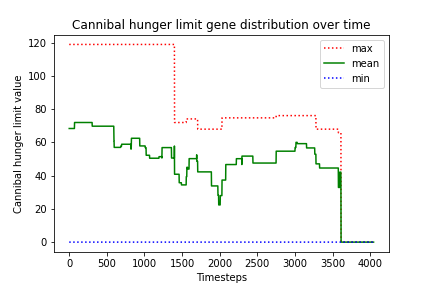 Cannibal hunger limit gene distribution over time
120
100
80
60
40
20
0
Cannibal hunger limit value
max
mean
min
0 500 1000 1500 2000 2500 3000 3500 4000
Timesteps